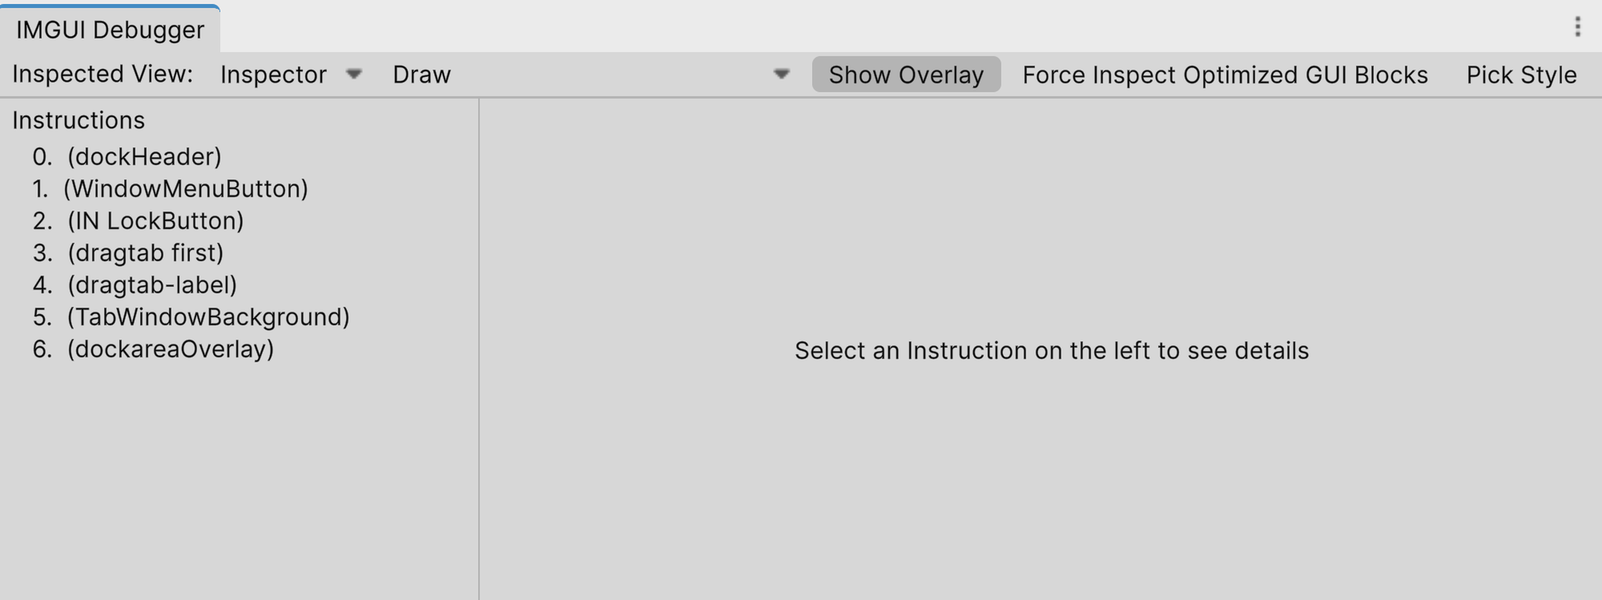 IMGUI Debugger
Inspected View: Inspector Draw Show Overlay Force Inspect Optimized GUI Blocks Pick Style
Instructions
0. (dockHeader)
1. (WindowMenuButton)
2. (IN LockButton)
3. (dragtab first)
4. (dragtab-label)
5. (TabWindowBackground)
6. (dockareaOverlay)
Select an Instruction on the left to see details